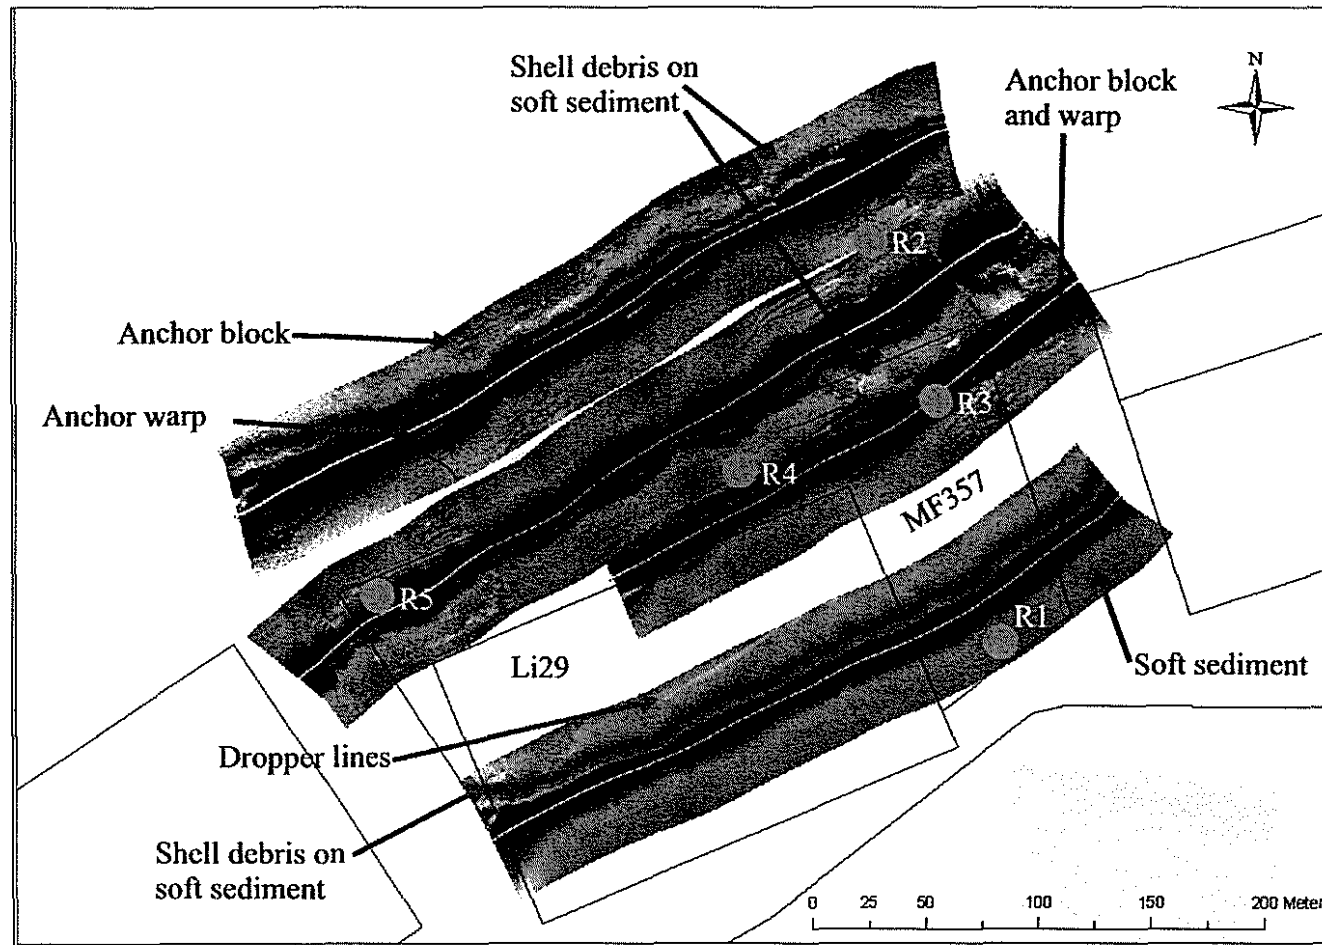 Shell debris on
soft sediment
N
Anchor block
and warp
R2
Anchor block
Anchor warp
R3
R4
MF357
R5
R1
Li29
Soft sediment
Dropper lines
Shell debris on
soft sediment
0 25 50 100 150 200 Meter